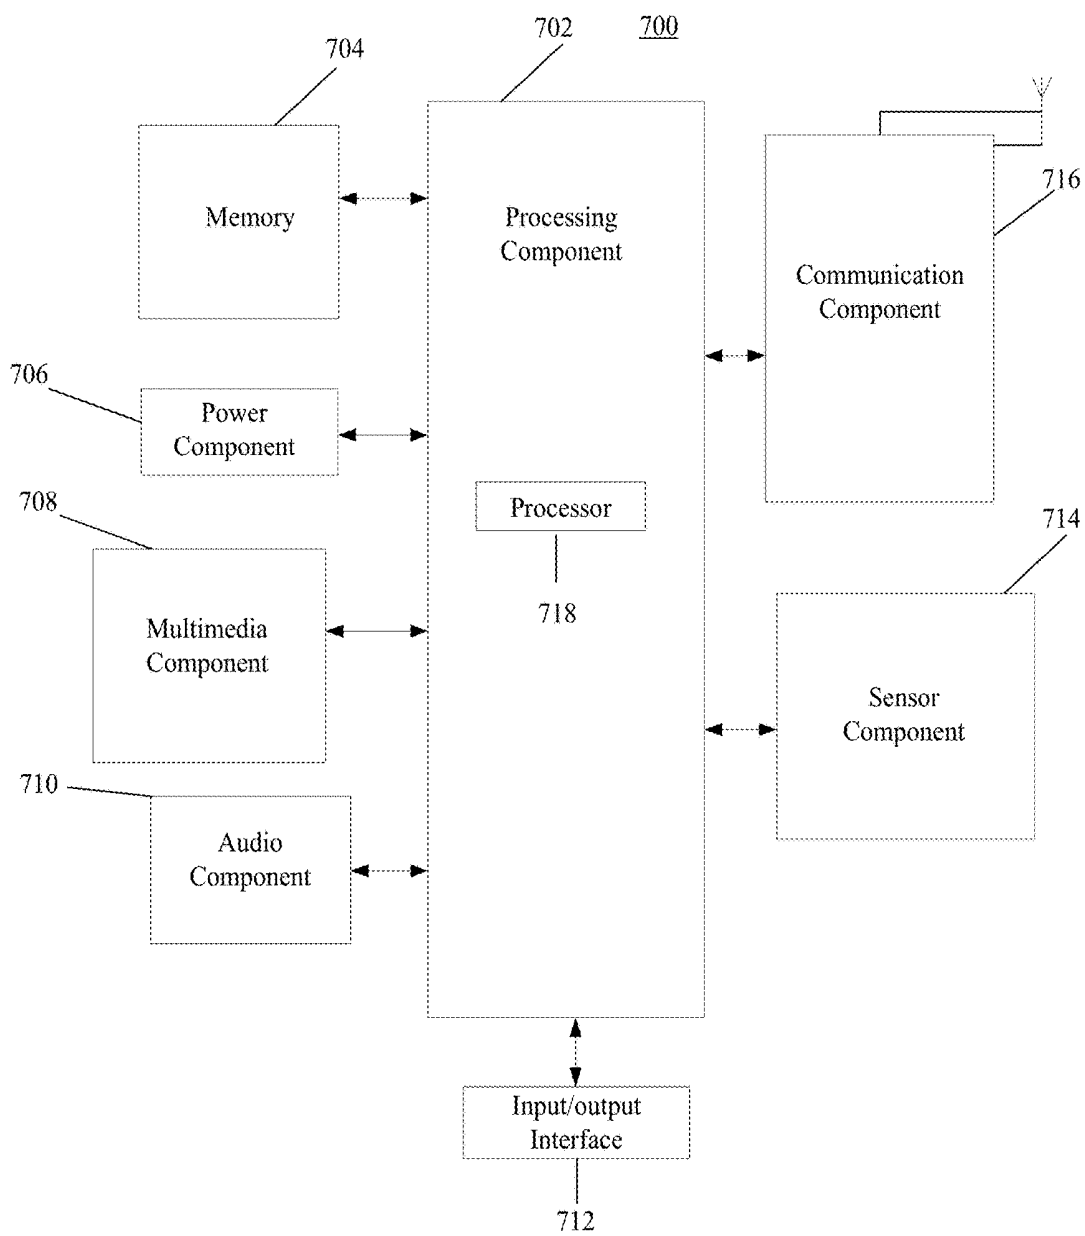 702
700
704
Memory
Processing
Component
716
Communication
Component
706
Power
Component
708
Processor
714
718
Multimedia
Component
Sensor
Component
710
Audio
Component
Input/output
Interface
712